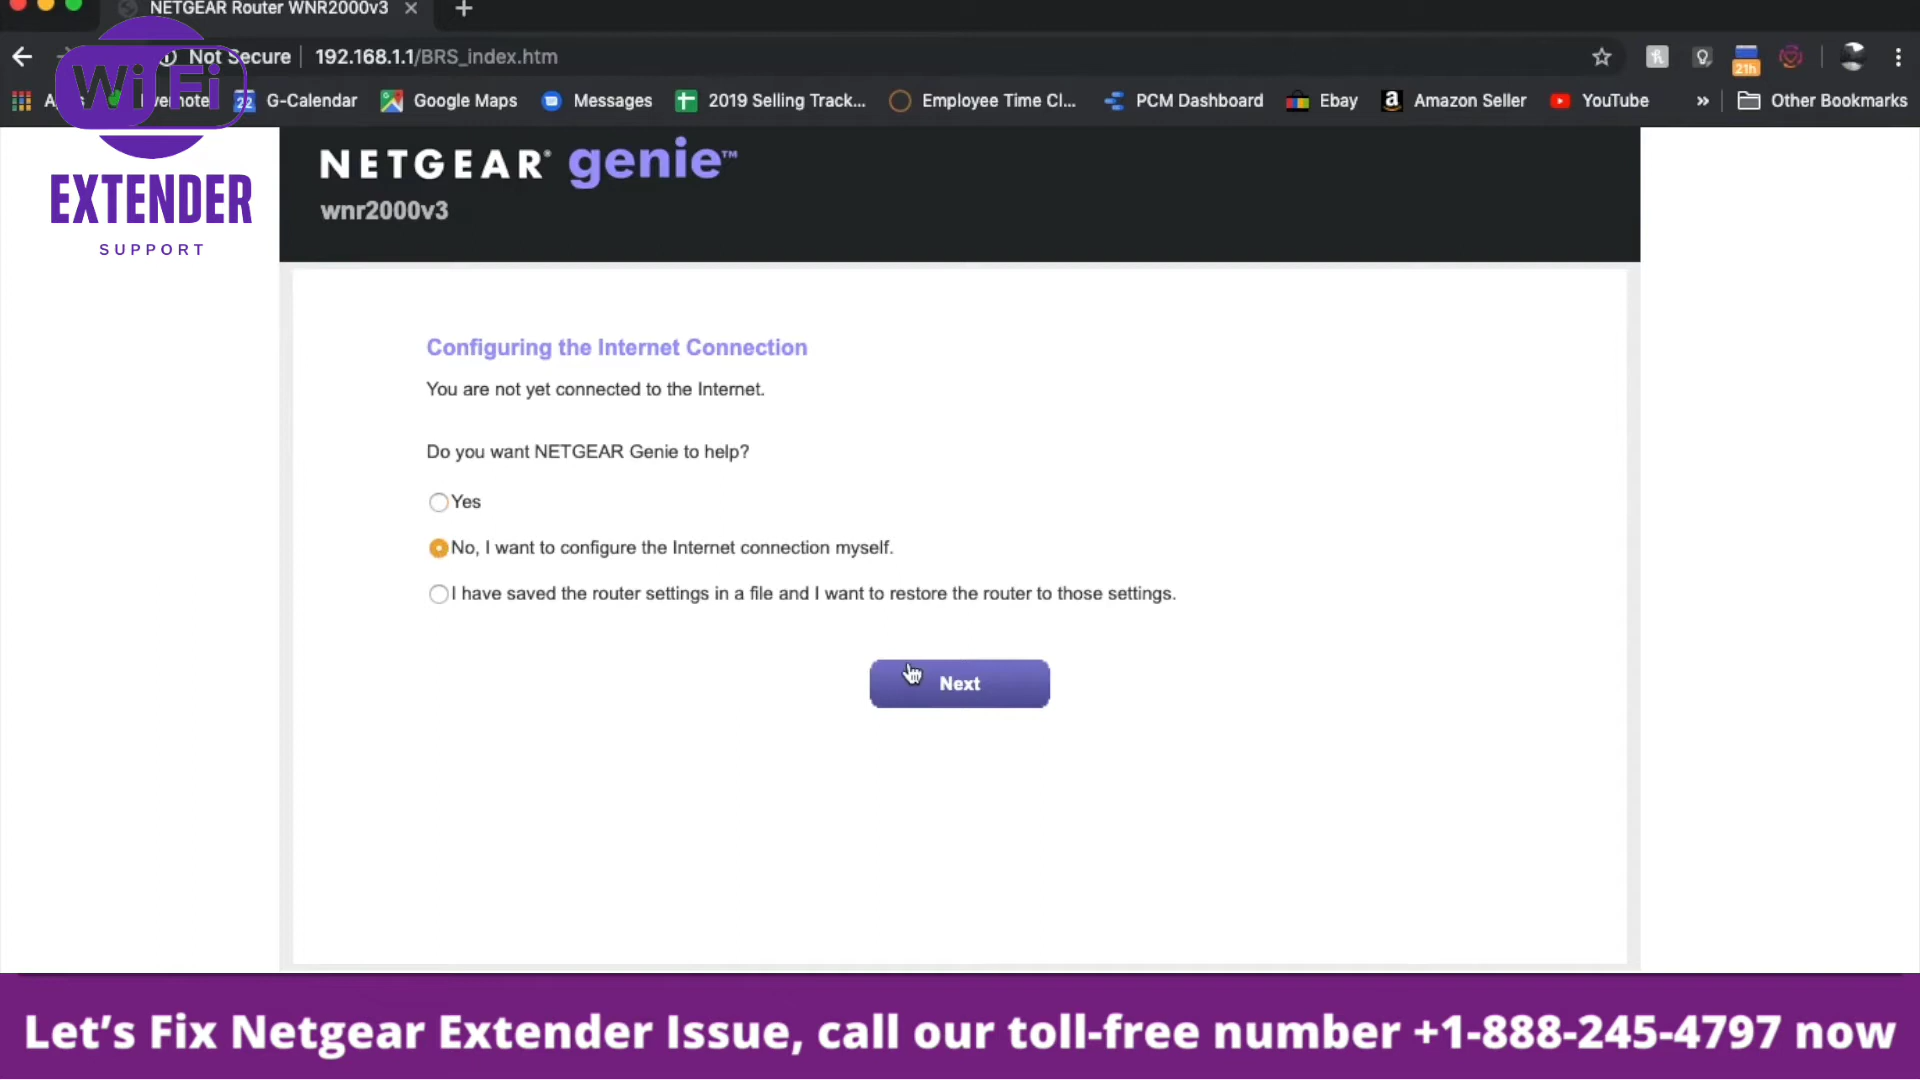 NETGEAR Router WNR2000v3
Not Secure 192.168.1.1/BRS_index.htm
21h
G-Calendar Google Maps Messages 2019 Selling Track... Employee Time Cl... PCM Dashboard Ebay Amazon Seller YouTube » Other Bookmarks
WiFi
EXTENDER
SUPPORT
NETGEAR® genie™
wnr2000v3
Configuring the Internet Connection
You are not yet connected to the Internet.
Do you want NETGEAR Genie to help?
Yes
No, I want to configure the Internet connection myself.
I have saved the router settings in a file and I want to restore the router to those settings.
Next
Let's Fix Netgear Extender Issue, call our toll-free number +1-888-245-4797 now